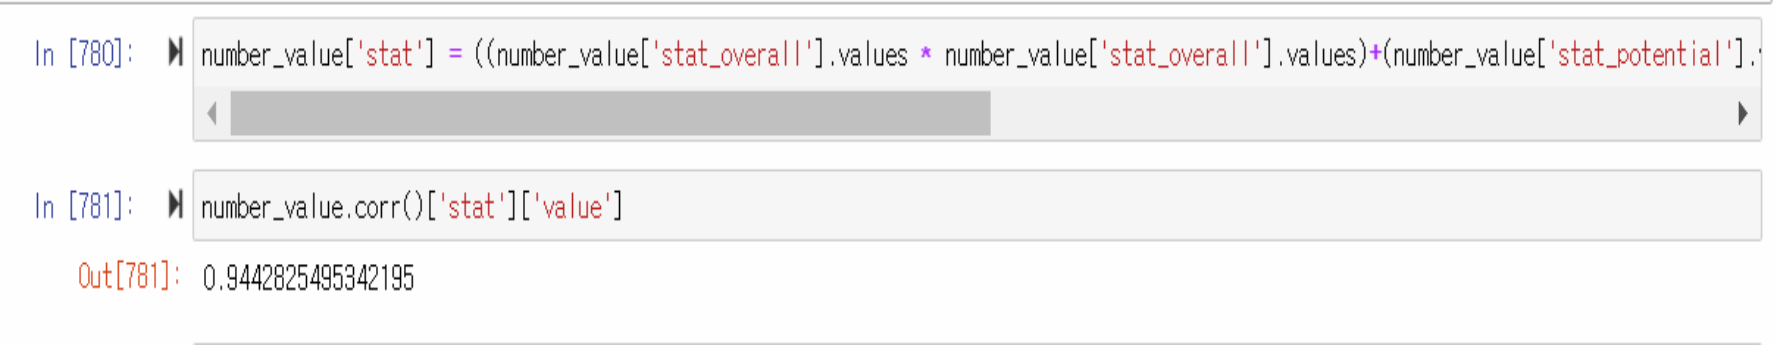 In [780]: number_value['stat'] = ((number_value['stat_overall'].values * number_value['stat_overall'].values)+(number_value['stat_potential'].
In [781]: number_value.corr()['stat']['value']
Out[781]: 0.9442825495342195